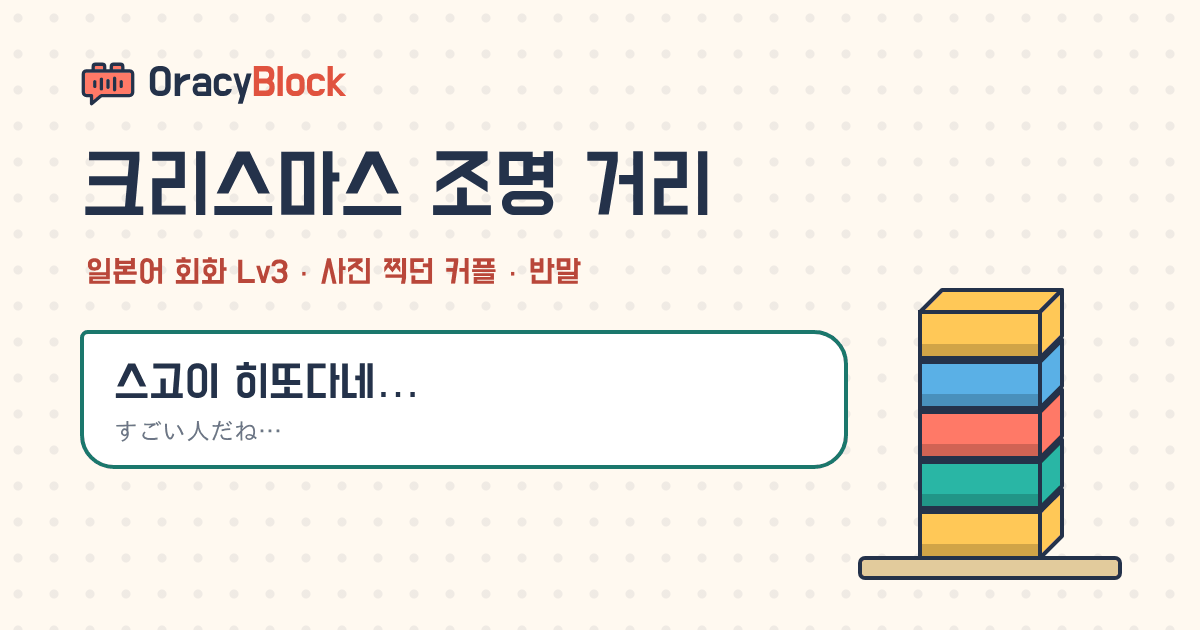 OracyBlock
크리스마스 조명 거리
일본어 회화 Lv3 · 사진 찍던 커플 · 반말
스고이 히또다네...
すごい人だね…